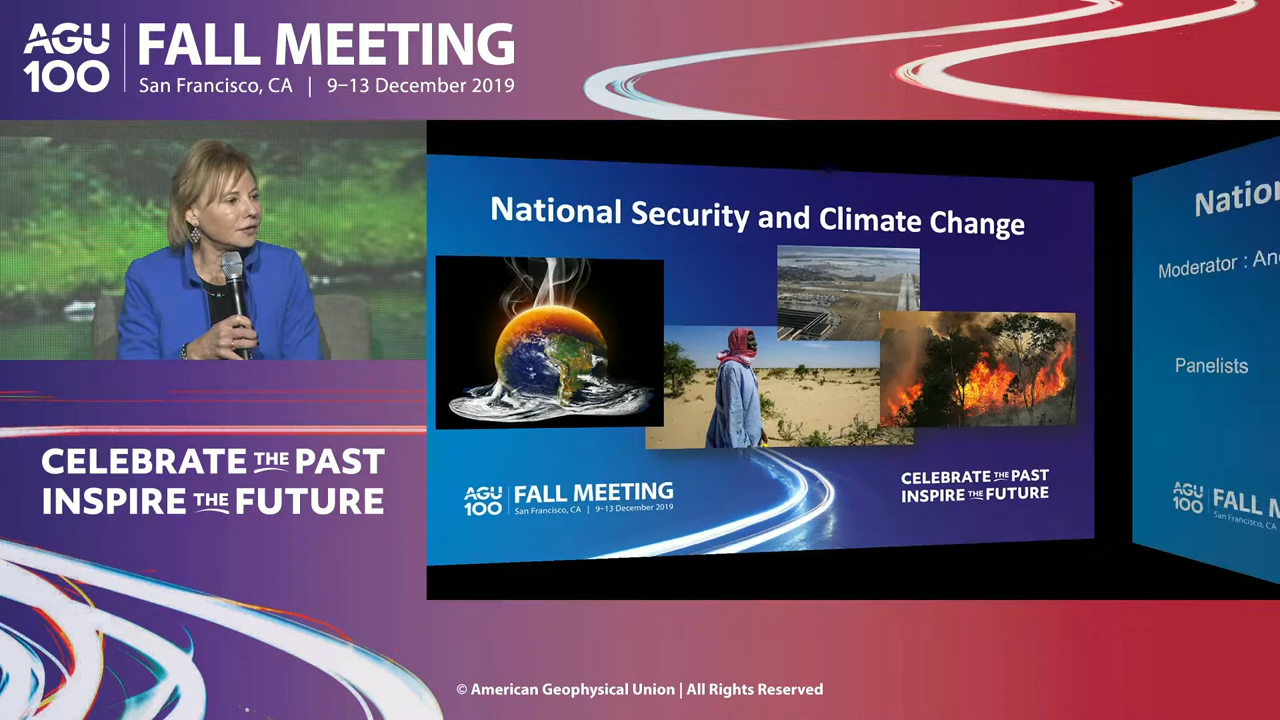 AGU
100
FALL MEETING
San Francisco, CA | 9–13 December 2019
National Security and Climate Change
AGU
100
FALL MEETING
San Francisco, CA | 9–13 December 2019
CELEBRATE THE PAST
INSPIRE THE FUTURE
Moderator :
Panelists
AGU
100
FALL
San Francisco, CA
CELEBRATE THE PAST
INSPIRE THE FUTURE
© American Geophysical Union | All Rights Reserved